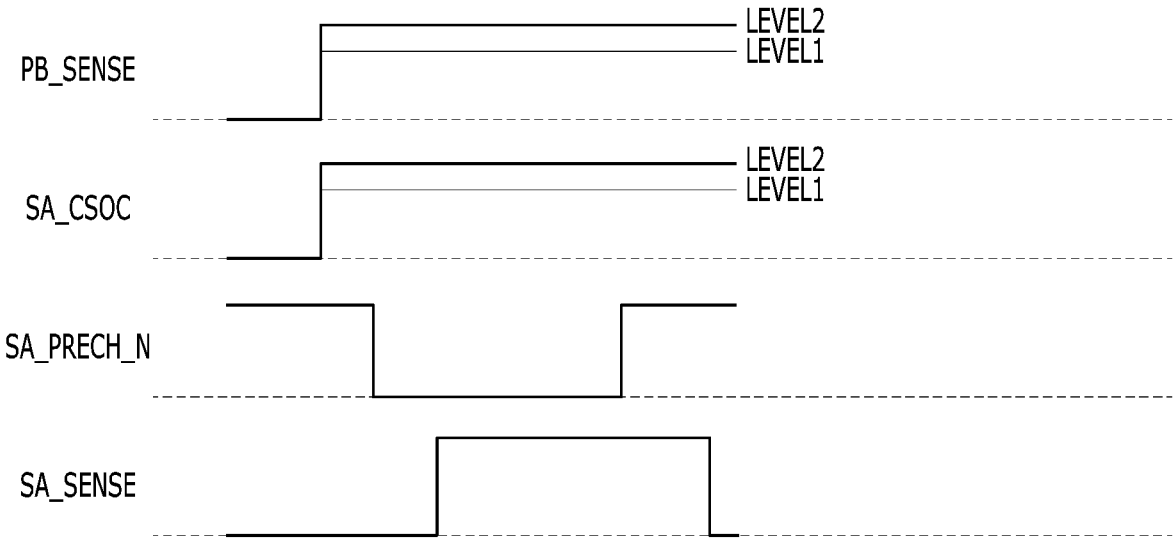 LEVEL2
LEVEL1
PB_SENSE
LEVEL2
LEVEL1
SA_CSOC
SA_PRECH_N
SA_SENSE